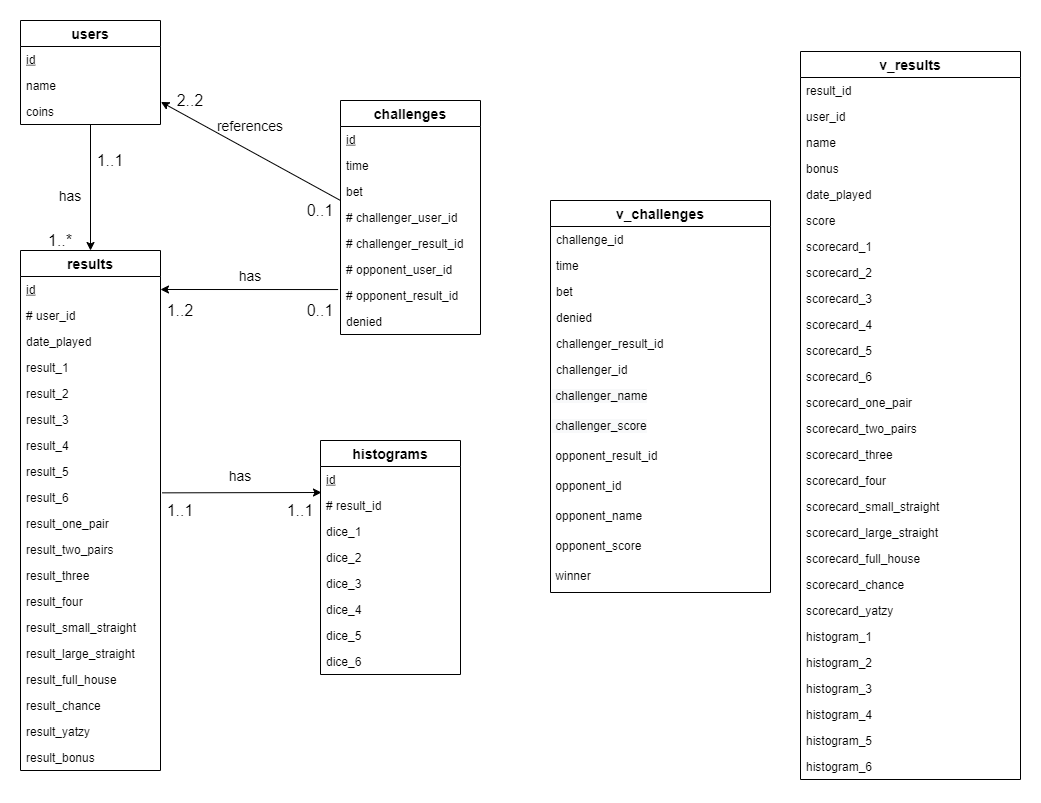 users
id
name
coins
2..2
references
1..1
has
1..*
challenges
id
time
bet
# challenger_user_id
# challenger_result_id
# opponent_user_id
# opponent_result_id
denied
0..1
has
1..2
0..1
results
id
# user_id
date_played
result_1
result_2
result_3
result_4
result_5
result_6
result_one_pair
result_two_pairs
result_three
result_four
result_small_straight
result_large_straight
result_full_house
result_chance
result_yatzy
result_bonus
has
1..1
1..1
histograms
id
# result_id
dice_1
dice_2
dice_3
dice_4
dice_5
dice_6
v_challenges
challenge_id
time
bet
denied
challenger_result_id
challenger_id
challenger_name
challenger_score
opponent_result_id
opponent_id
opponent_name
opponent_score
winner
v_results
result_id
user_id
name
bonus
date_played
score
scorecard_1
scorecard_2
scorecard_3
scorecard_4
scorecard_5
scorecard_6
scorecard_one_pair
scorecard_two_pairs
scorecard_three
scorecard_four
scorecard_small_straight
scorecard_large_straight
scorecard_full_house
scorecard_chance
scorecard_yatzy
histogram_1
histogram_2
histogram_3
histogram_4
histogram_5
histogram_6